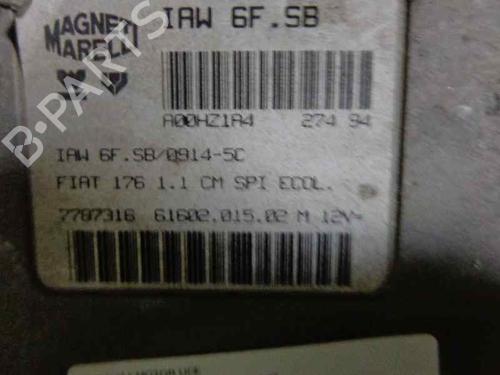 MAGNETI
MARELLI
IAW 6F.SB
A00HZ1A4 274 94
IAW 6F.SB/0914-5C
FIAT 176 1.1 CM SPI ECOL.
7787316 61602.015.02 M 12V=
B-PARTS